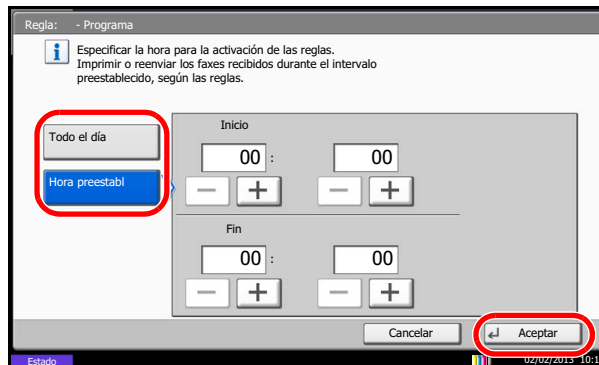 Regla:    - Programa
Especificar la hora para la activación de las reglas.
Imprimir o reenviar los faxes recibidos durante el intervalo
preestablecido, según las reglas.
Todo el día
Hora preestabl
Inicio
00 : 00
− + − +
Fin
00 : 00
− + − +
Cancelar
Aceptar
Estado
02/02/2013 10:1